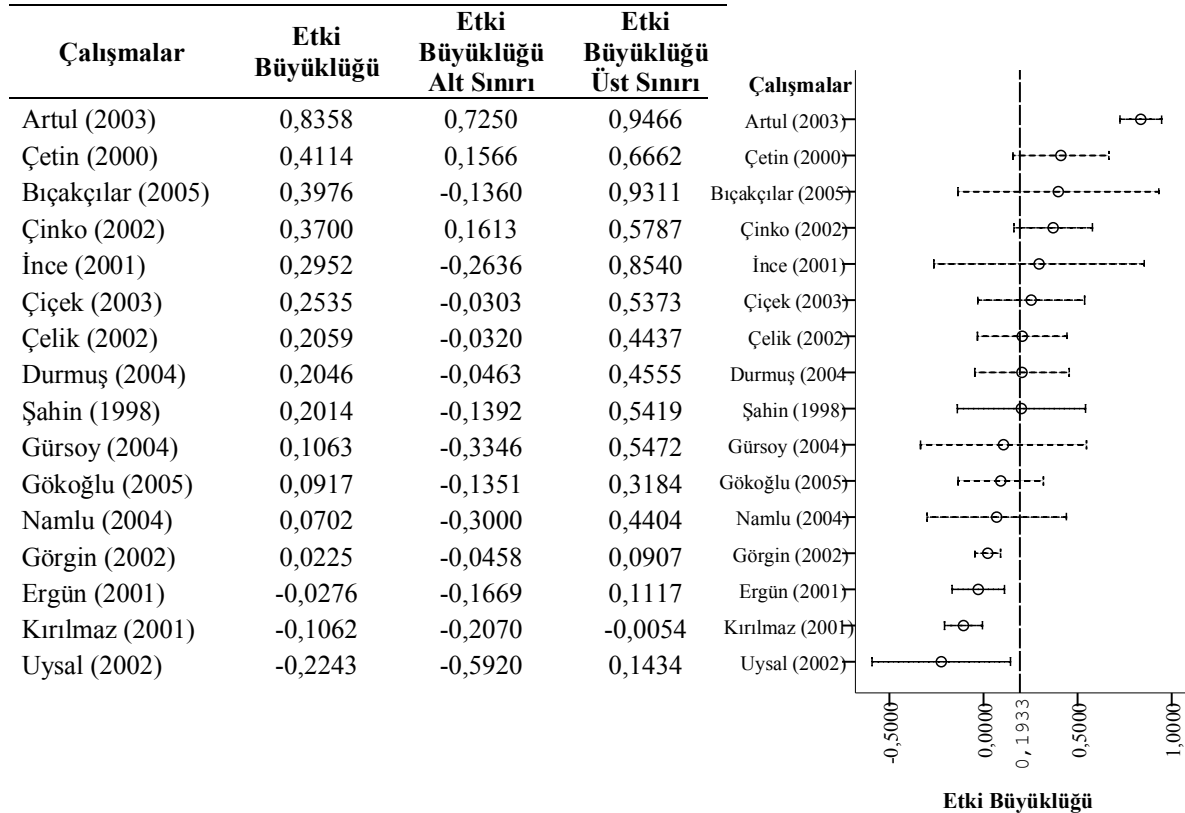 Çalışmalar Etki Büyüklüğü Etki Büyüklüğü Alt Sınırı Etki Büyüklüğü Üst Sınırı
Artul (2003) 0,8358 0,7250 0,9466
Çetin (2000) 0,4114 0,1566 0,6662
Bıçakçılar (2005) 0,3976 -0,1360 0,9311
Çinko (2002) 0,3700 0,1613 0,5787
İnce (2001) 0,2952 -0,2636 0,8540
Çiçek (2003) 0,2535 -0,0303 0,5373
Çelik (2002) 0,2059 -0,0320 0,4437
Durmuş (2004) 0,2046 -0,0463 0,4555
Şahin (1998) 0,2014 -0,1392 0,5419
Gürsoy (2004) 0,1063 -0,3346 0,5472
Gökoğlu (2005) 0,0917 -0,1351 0,3184
Namlu (2004) 0,0702 -0,3000 0,4404
Görgin (2002) 0,0225 -0,0458 0,0907
Ergün (2001) -0,0276 -0,1669 0,1117
Kırılmaz (2001) -0,1062 -0,2070 -0,0054
Uysal (2002) -0,2243 -0,5920 0,1434
Çalışmalar
Artul (2003)
Çetin (2000)
Bıçakçılar (2005)
Çinko (2002)
İnce (2001)
Çiçek (2003)
Çelik (2002)
Durmuş (2004
Şahin (1998)
Gürsoy (2004)
Gökoğlu (2005)
Namlu (2004)
Görgin (2002)
Ergün (2001)
Kırılmaz (2001)
Uysal (2002)
-0,5000
0,0000
0,1933
0,5000
1,0000
Etki Büyüklüğü